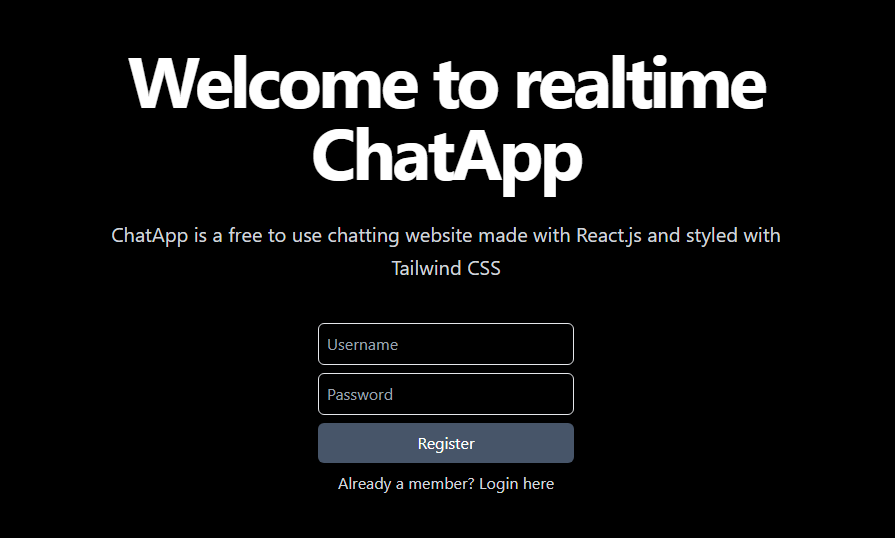 Welcome to realtime
ChatApp
ChatApp is a free to use chatting website made with React.js and styled with
Tailwind CSS
Username
Password
Register
Already a member? Login here